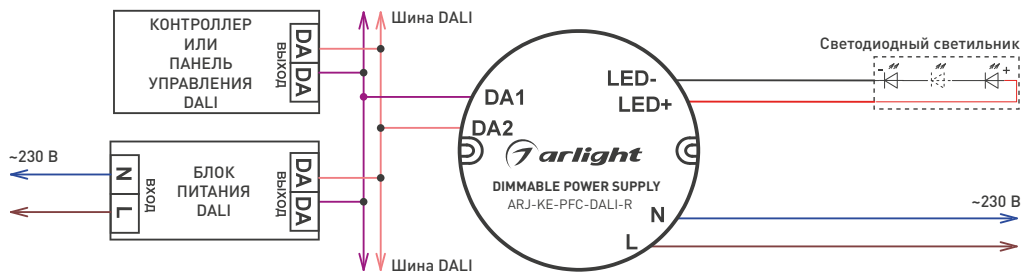 Шина DALI
КОНТРОЛЛЕР
ИЛИ
ПАНЕЛЬ
УПРАВЛЕНИЯ
DALI
ВЫХОД
DA
DA
Светодиодный светильник
- +
LED-
LED+
DA1
DA2
arlight
DIMMABLE POWER SUPPLY
ARJ-KE-PFC-DALI-R
N
L
~230 В
~230 В
N
L
ВХОД
БЛОК
ПИТАНИЯ
DALI
ВЫХОД
DA
DA
Шина DALI